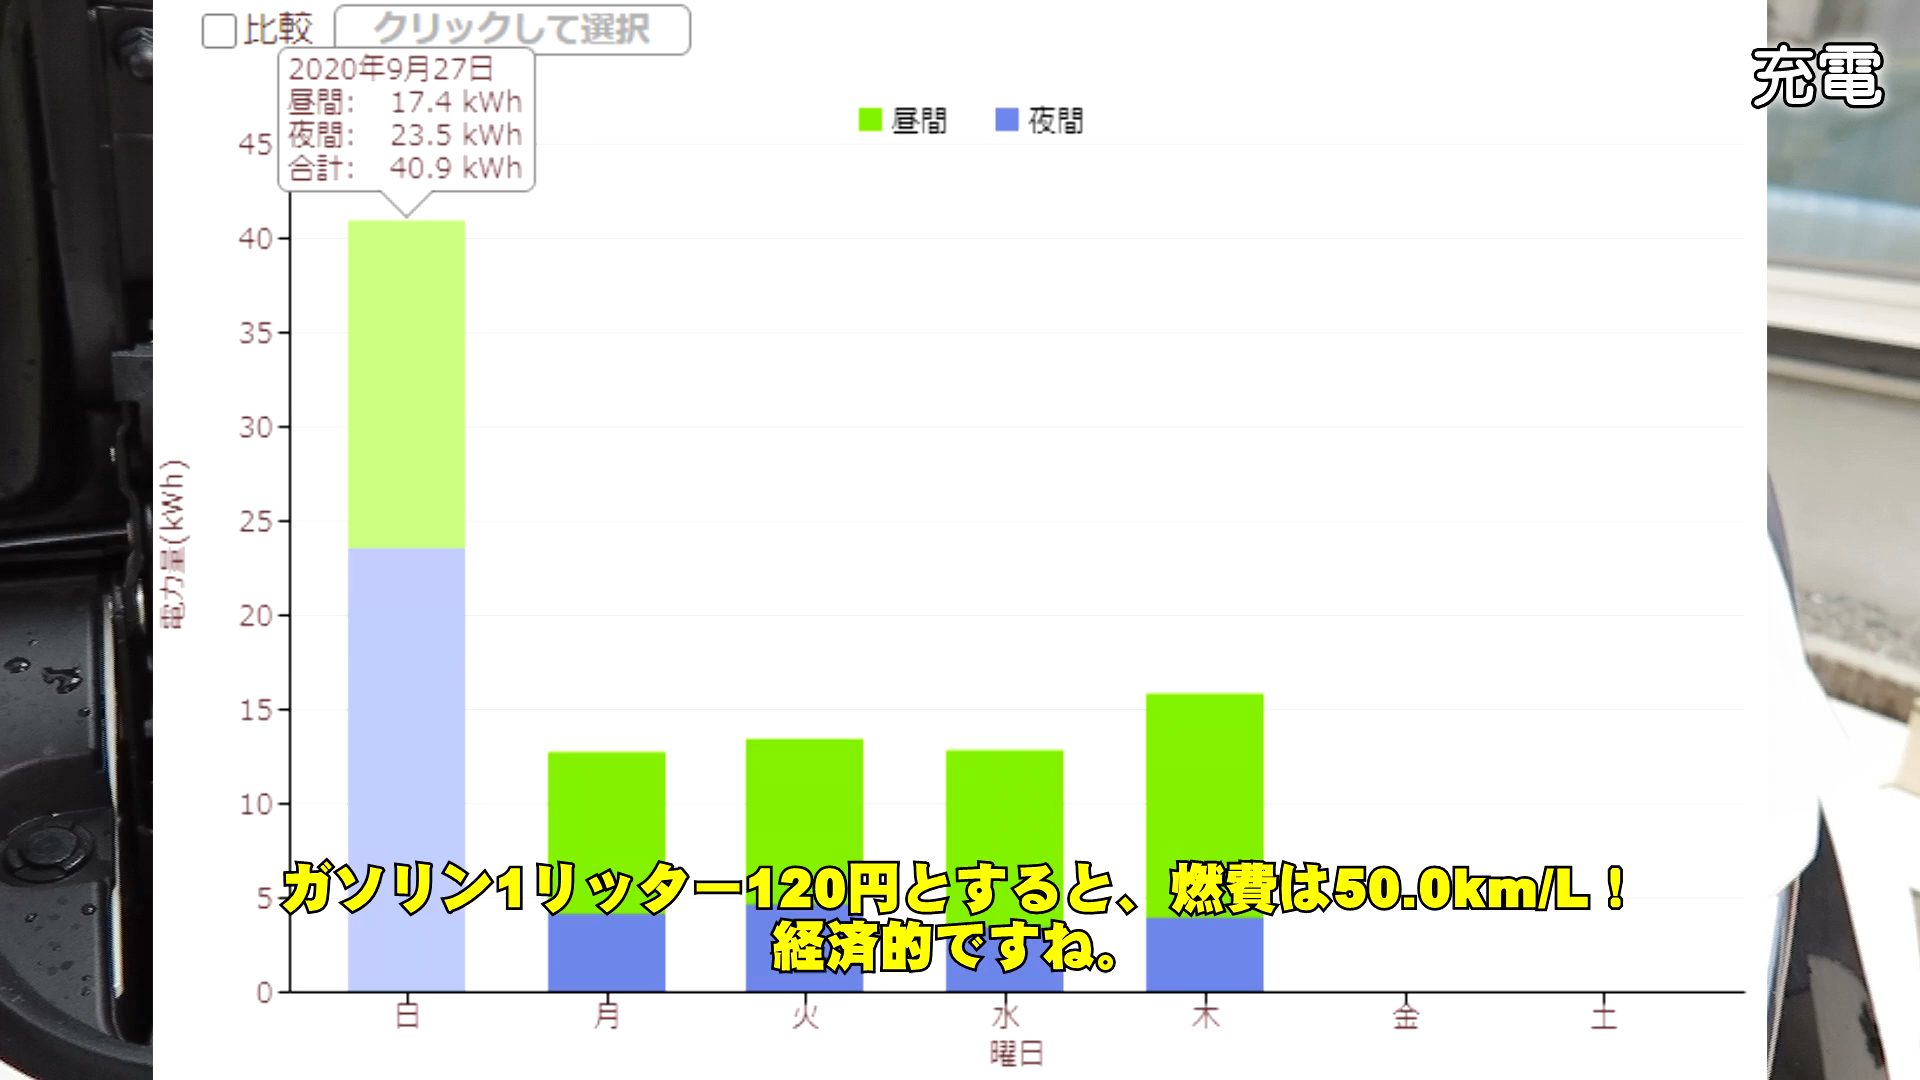 比較
クリックして選択
充電
2020年9月27日
昼間: 17.4 kWh
夜間: 23.5 kWh
合計: 40.9 kWh
昼間 夜間
45
40
35
30
25
20
15
10
5
0
電力量(kWh)
ガソリン1リッター120円とすると、燃費は50.0km/L！
経済的ですね。
日 月 火 水 木 金 土
曜日